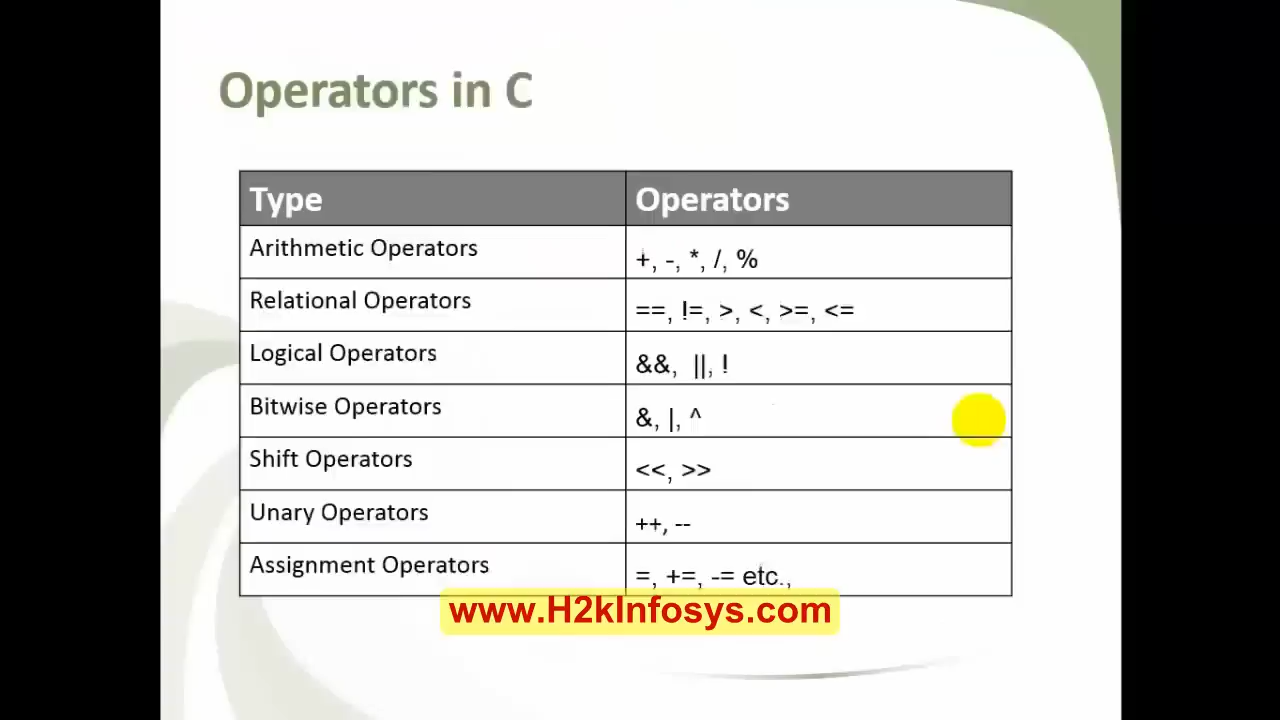 Operators in C
Type Operators
Arithmetic Operators +, -, *, /, %
Relational Operators ==, !=, >, <, >=, <=
Logical Operators &&, ||, !
Bitwise Operators &, |, ^
Shift Operators <<, >>
Unary Operators ++, --
Assignment Operators =, +=, -= etc.,
www.H2kInfosys.com